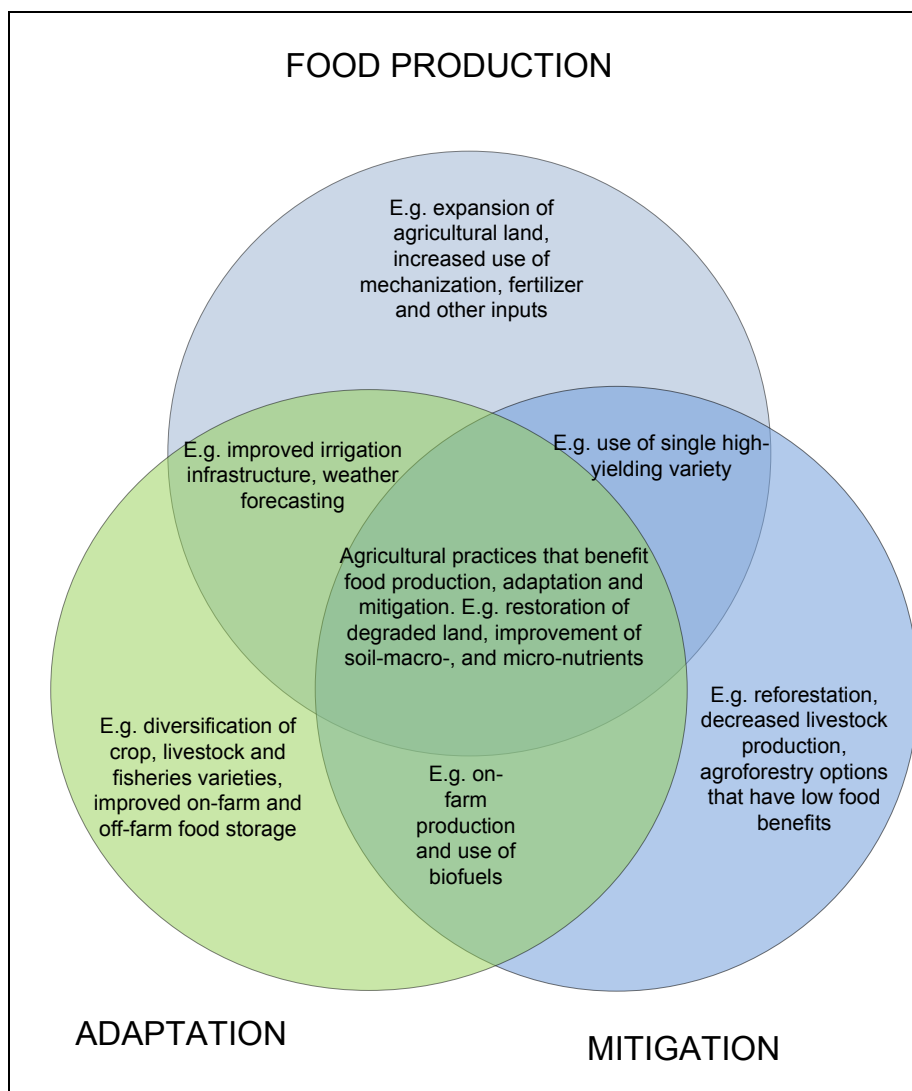 FOOD PRODUCTION
E.g. expansion of
agricultural land,
increased use of
mechanization, fertilizer
and other inputs
E.g. improved irrigation
infrastructure, weather
forecasting
E.g. use of single high-
yielding variety
Agricultural practices that benefit
food production, adaptation and
mitigation. E.g. restoration of
degraded land, improvement of
soil-macro-, and micro-nutrients
E.g. diversification of
crop, livestock and
fisheries varieties,
improved on-farm and
off-farm food storage
E.g. on-
farm
production
and use of
biofuels
E.g. reforestation,
decreased livestock
production,
agroforestry options
that have low food
benefits
ADAPTATION
MITIGATION